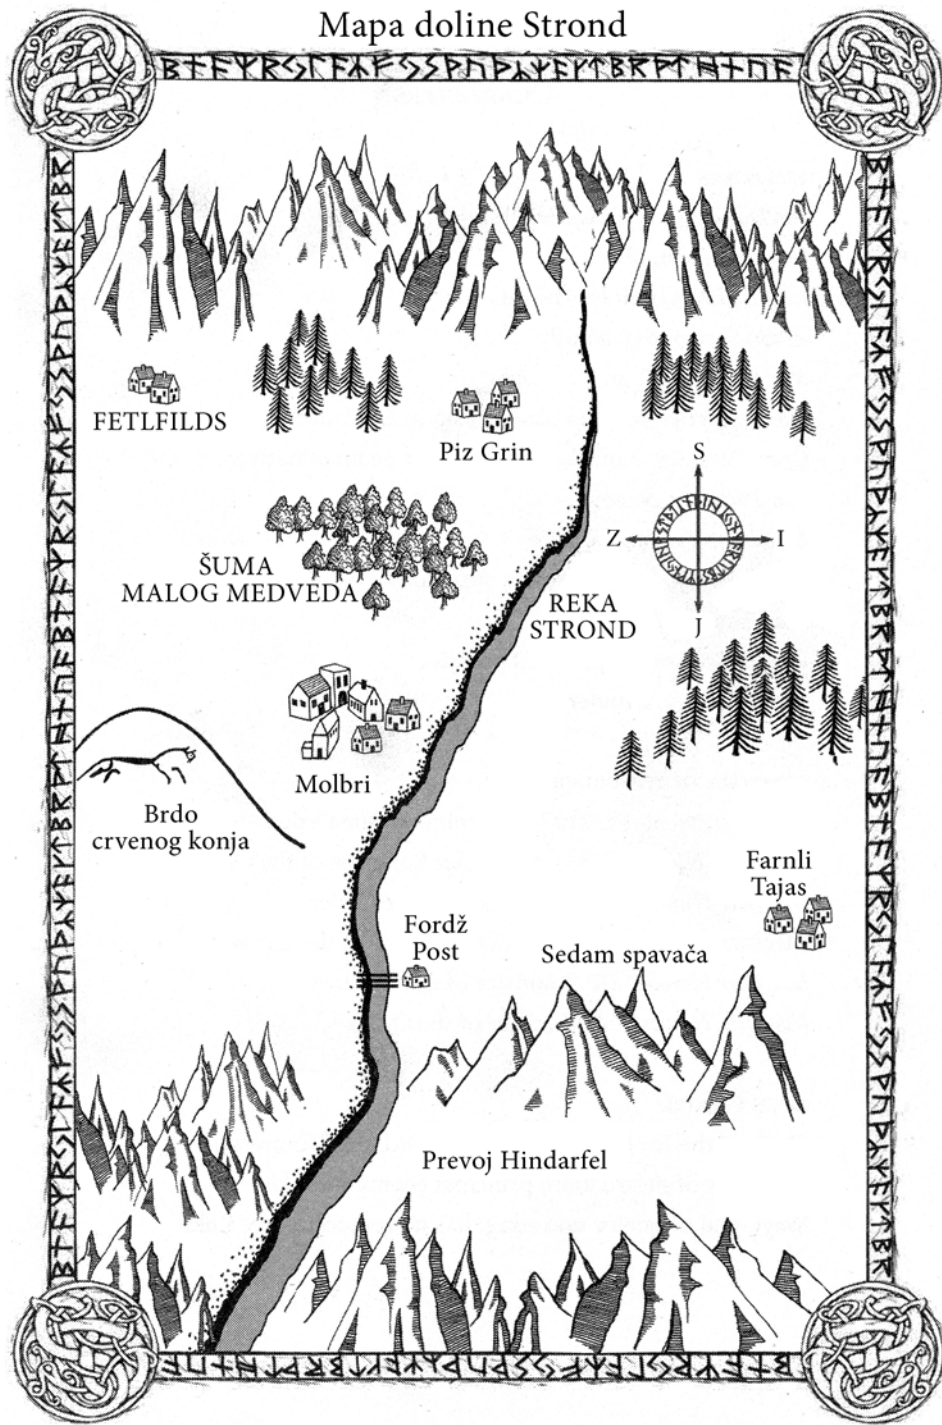 Mapa doline Strond
FETLFILDS
Piz Grin
S
Z
I
J
ŠUMA
MALOG MEDVEDA
REKA
STROND
Molbri
Brdo
crvenog konja
Farnli
Tajas
Fordž
Post
Sedam spavača
Prevoj Hindarfel